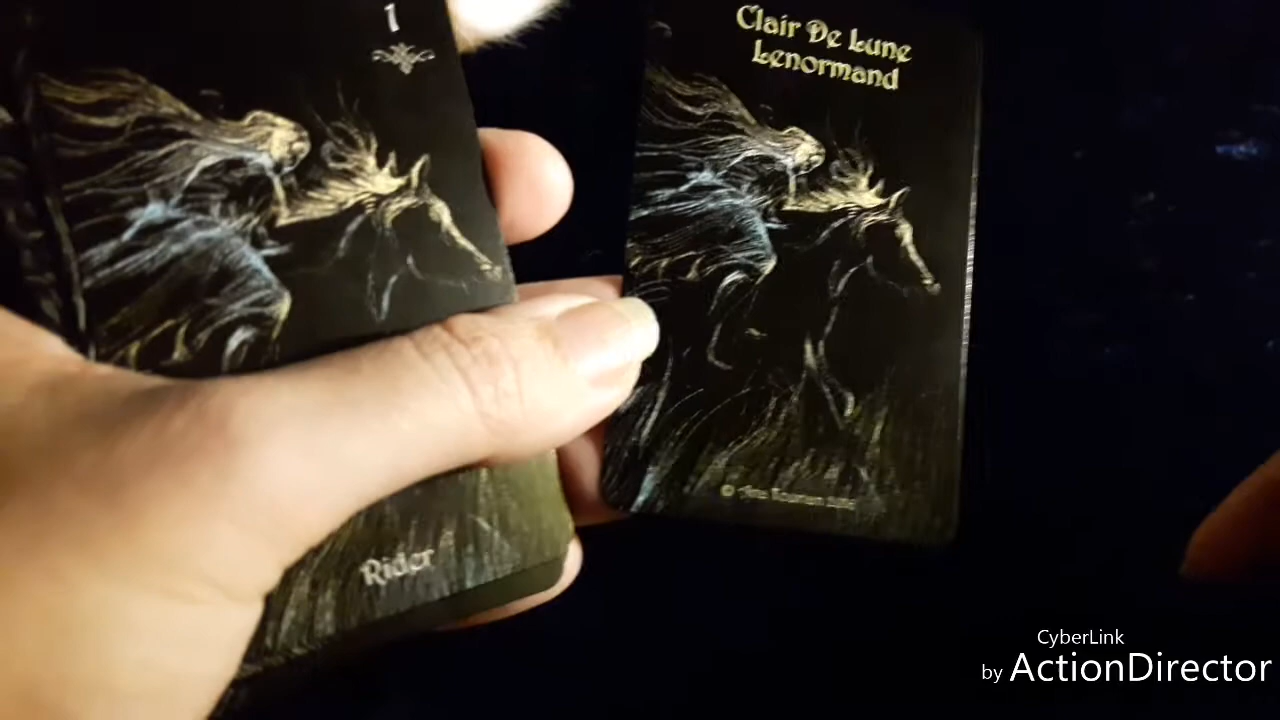 1
Clair De Lune
Lenormand
©
Rider
CyberLink
by ActionDirector